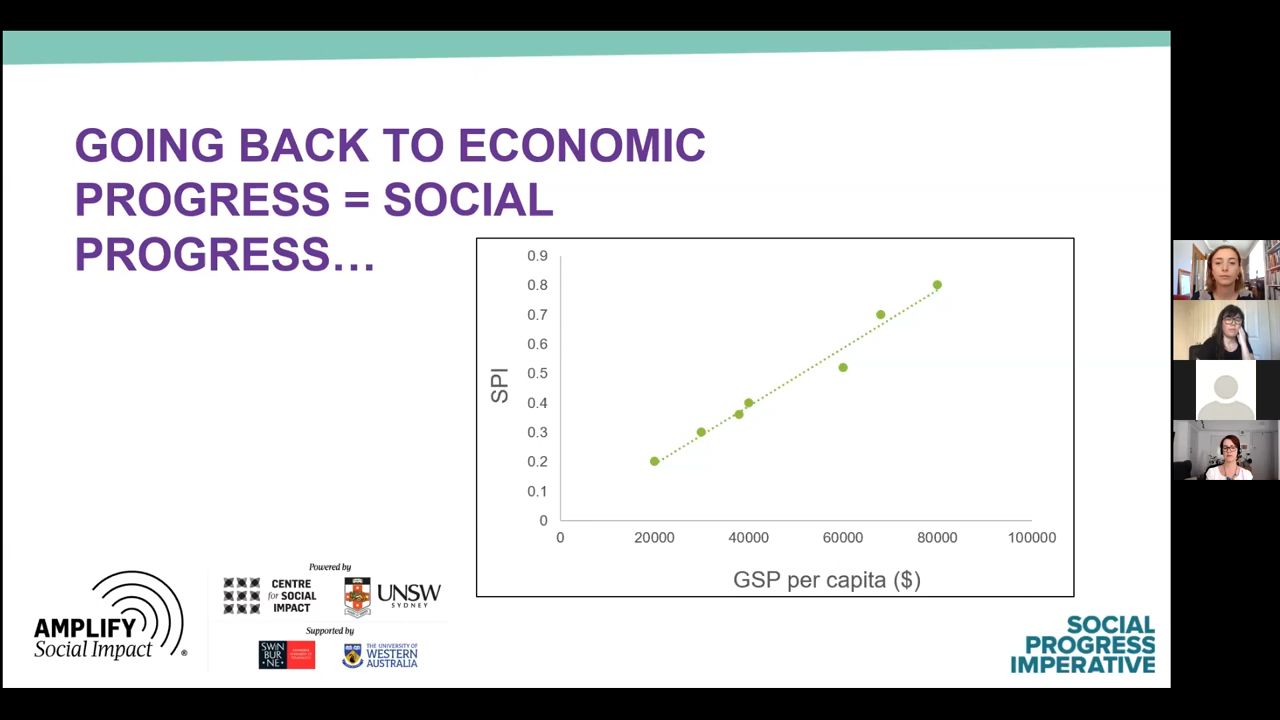 GOING BACK TO ECONOMIC
PROGRESS = SOCIAL
PROGRESS…
0.9
0.8
0.7
0.6
0.5
0.4
0.3
0.2
0.1
0
SPI
0 20000 40000 60000 80000 100000
GSP per capita ($)
AMPLIFY
Social Impact
Powered by
CENTRE
for SOCIAL
IMPACT
UNSW
SYDNEY
Supported by
SWIN
BUR
NE
THE UNIVERSITY OF
WESTERN
AUSTRALIA
SOCIAL
PROGRESS
IMPERATIVE